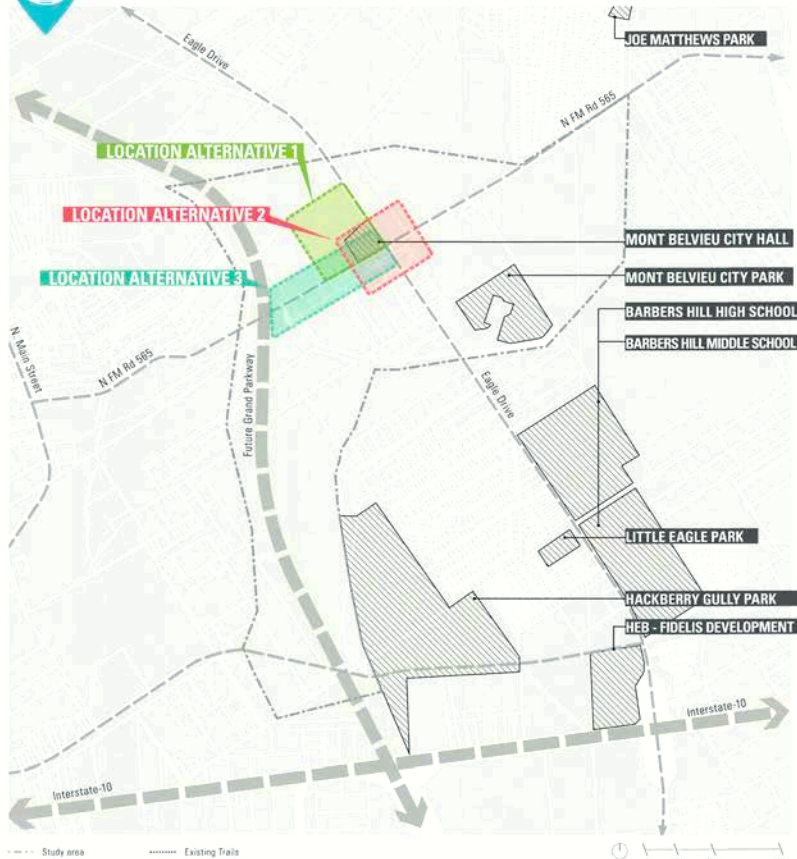 JOE MATTHEWS PARK
Eagle Drive
N FM Rd 565
LOCATION ALTERNATIVE 1
LOCATION ALTERNATIVE 2
MONT BELVIEU CITY HALL
LOCATION ALTERNATIVE 3
MONT BELVIEU CITY PARK
BARBERS HILL HIGH SCHOOL
BARBERS HILL MIDDLE SCHOOL
N. Main Street
N FM Rd 565
Future Grand Parkway
Eagle Drive
LITTLE EAGLE PARK
HACKBERRY GULLY PARK
HEB - FIDELIS DEVELOPMENT
Interstate-10
Interstate-10
Study area
Existing Trails